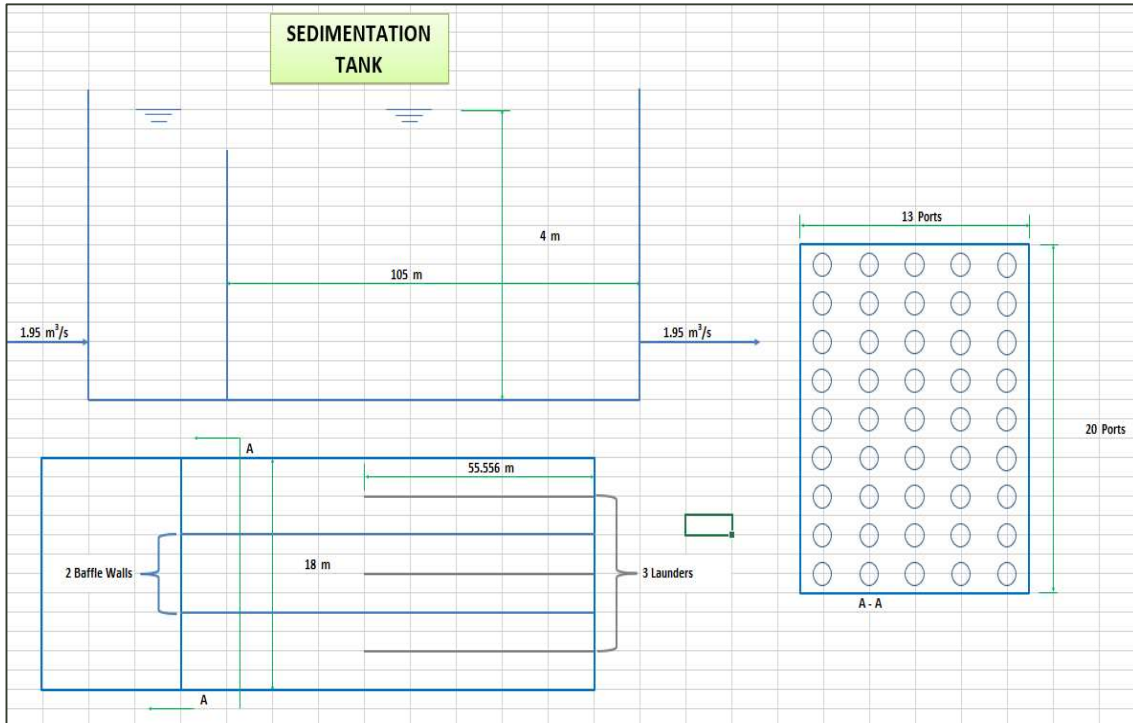 SEDIMENTATION
TANK
4 m
105 m
1.95 m³/s
1.95 m³/s
13 Ports
20 Ports
A - A
A
55.556 m
2 Baffle Walls
18 m
3 Launders
A